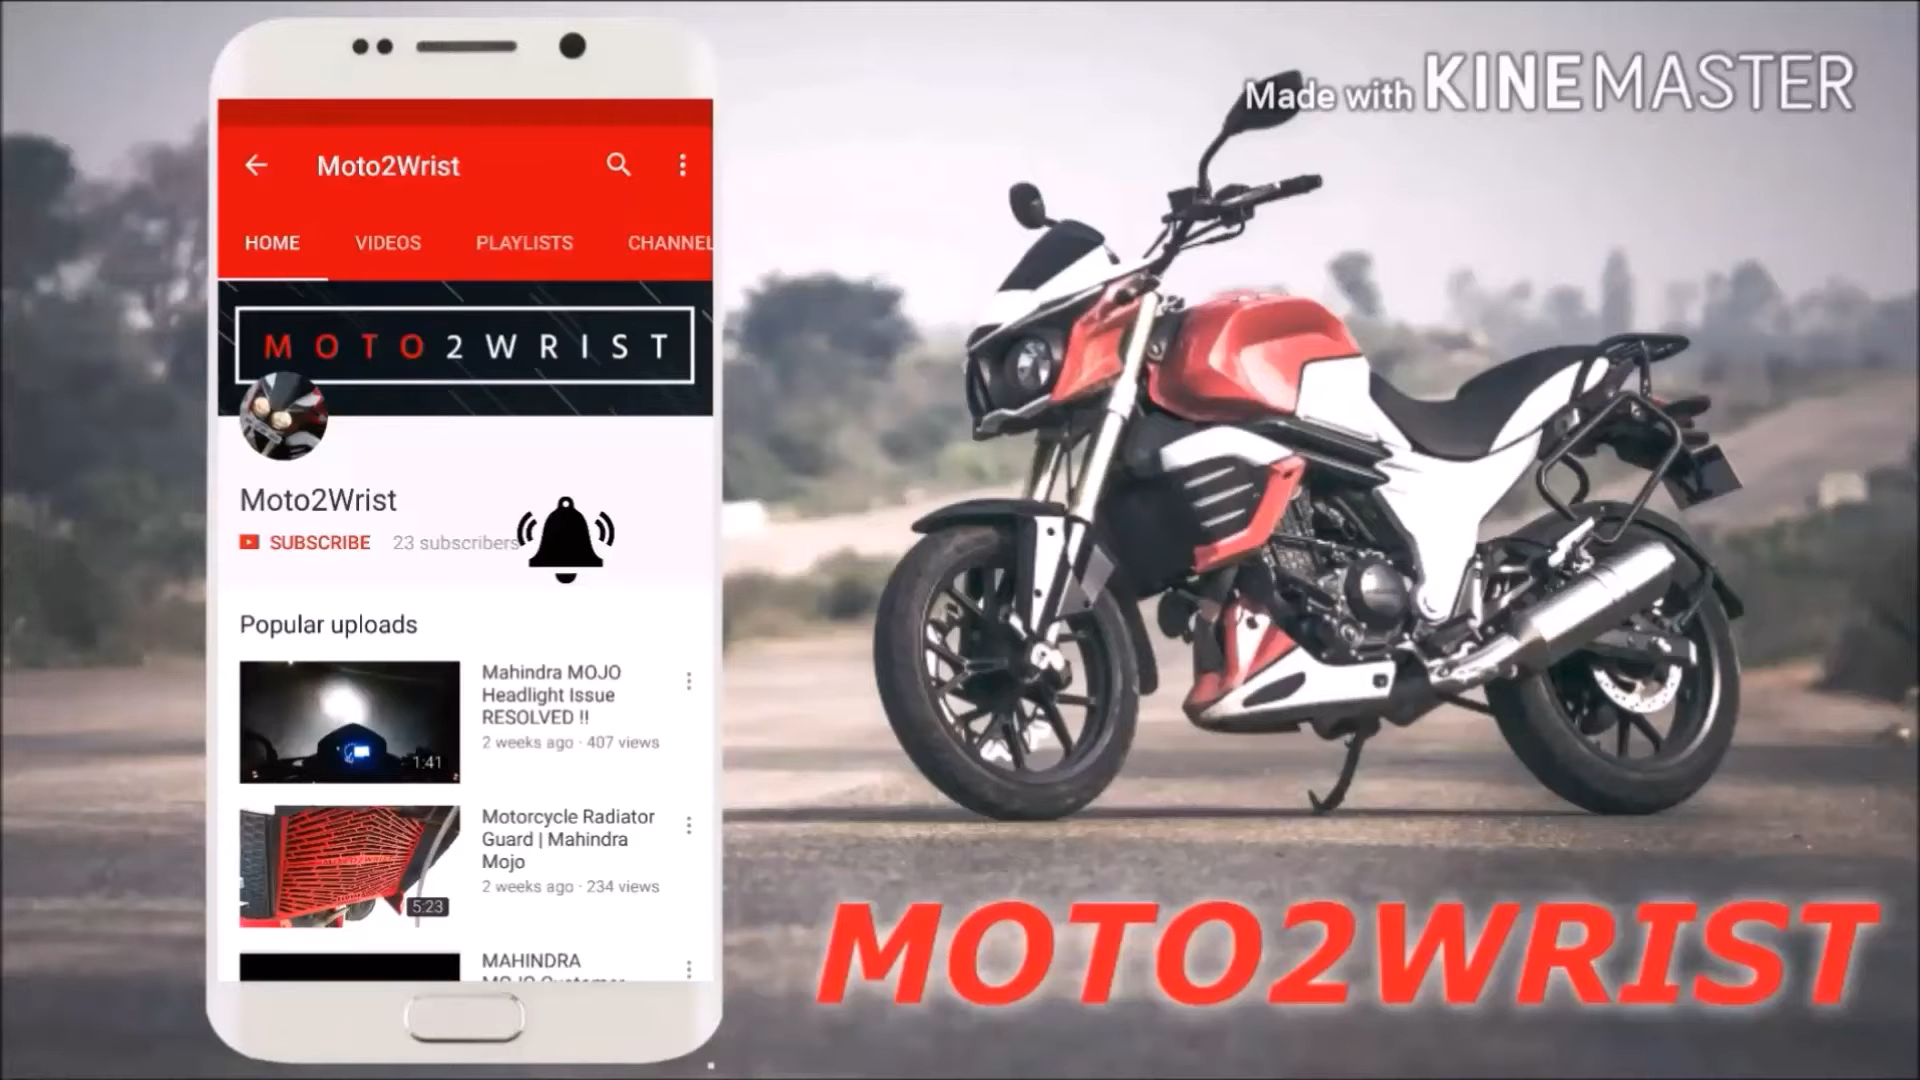 Made with KINEMASTER
Moto2Wrist
HOME VIDEOS PLAYLISTS CHANNEL
MOTO2WRIST
Moto2Wrist
SUBSCRIBE 23 subscribers
Popular uploads
Mahindra MOJO
Headlight Issue
RESOLVED !!
2 weeks ago · 407 views
1:41
Motorcycle Radiator
Guard | Mahindra
Mojo
2 weeks ago · 234 views
MOTO2WRIST
5:23
MAHINDRA
MOTO2WRIST